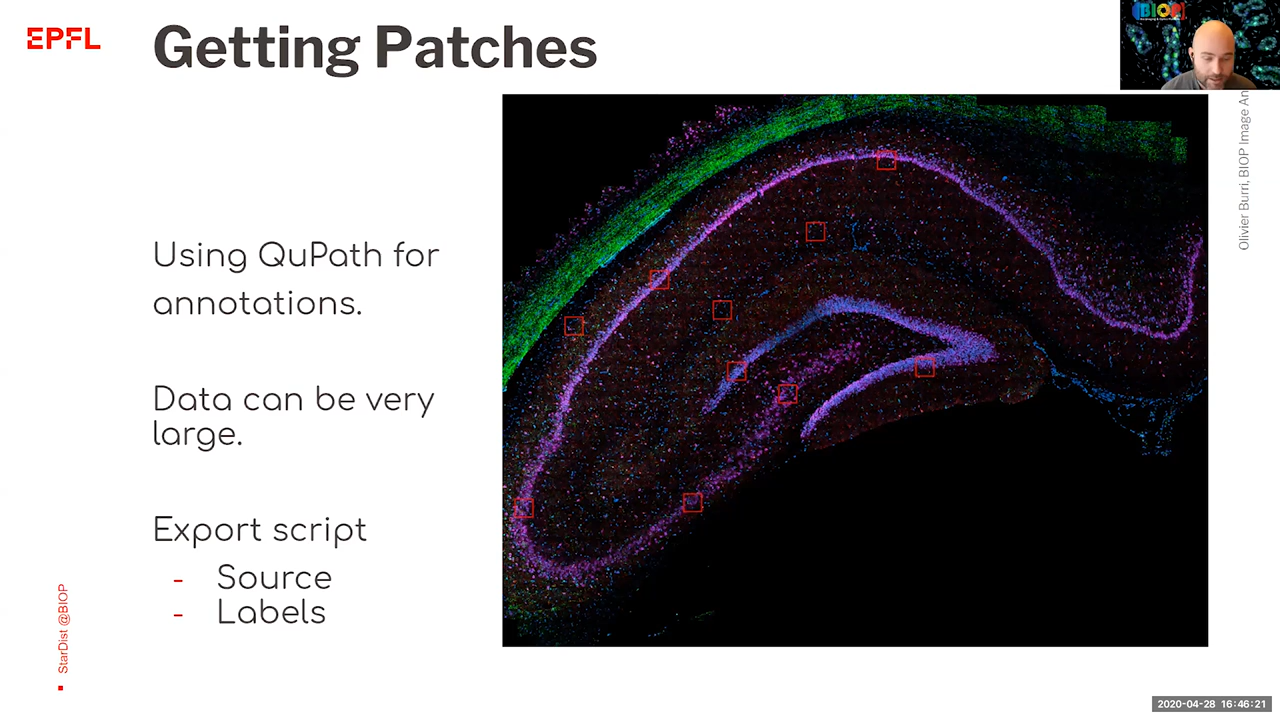 EPFL
Getting Patches
BIOP
Olivier Burri, BIOP Image An
Using QuPath for
annotations.
Data can be very
large.
Export script
- Source
- Labels
StarDist @BIOP
2020-04-28 16:46:21